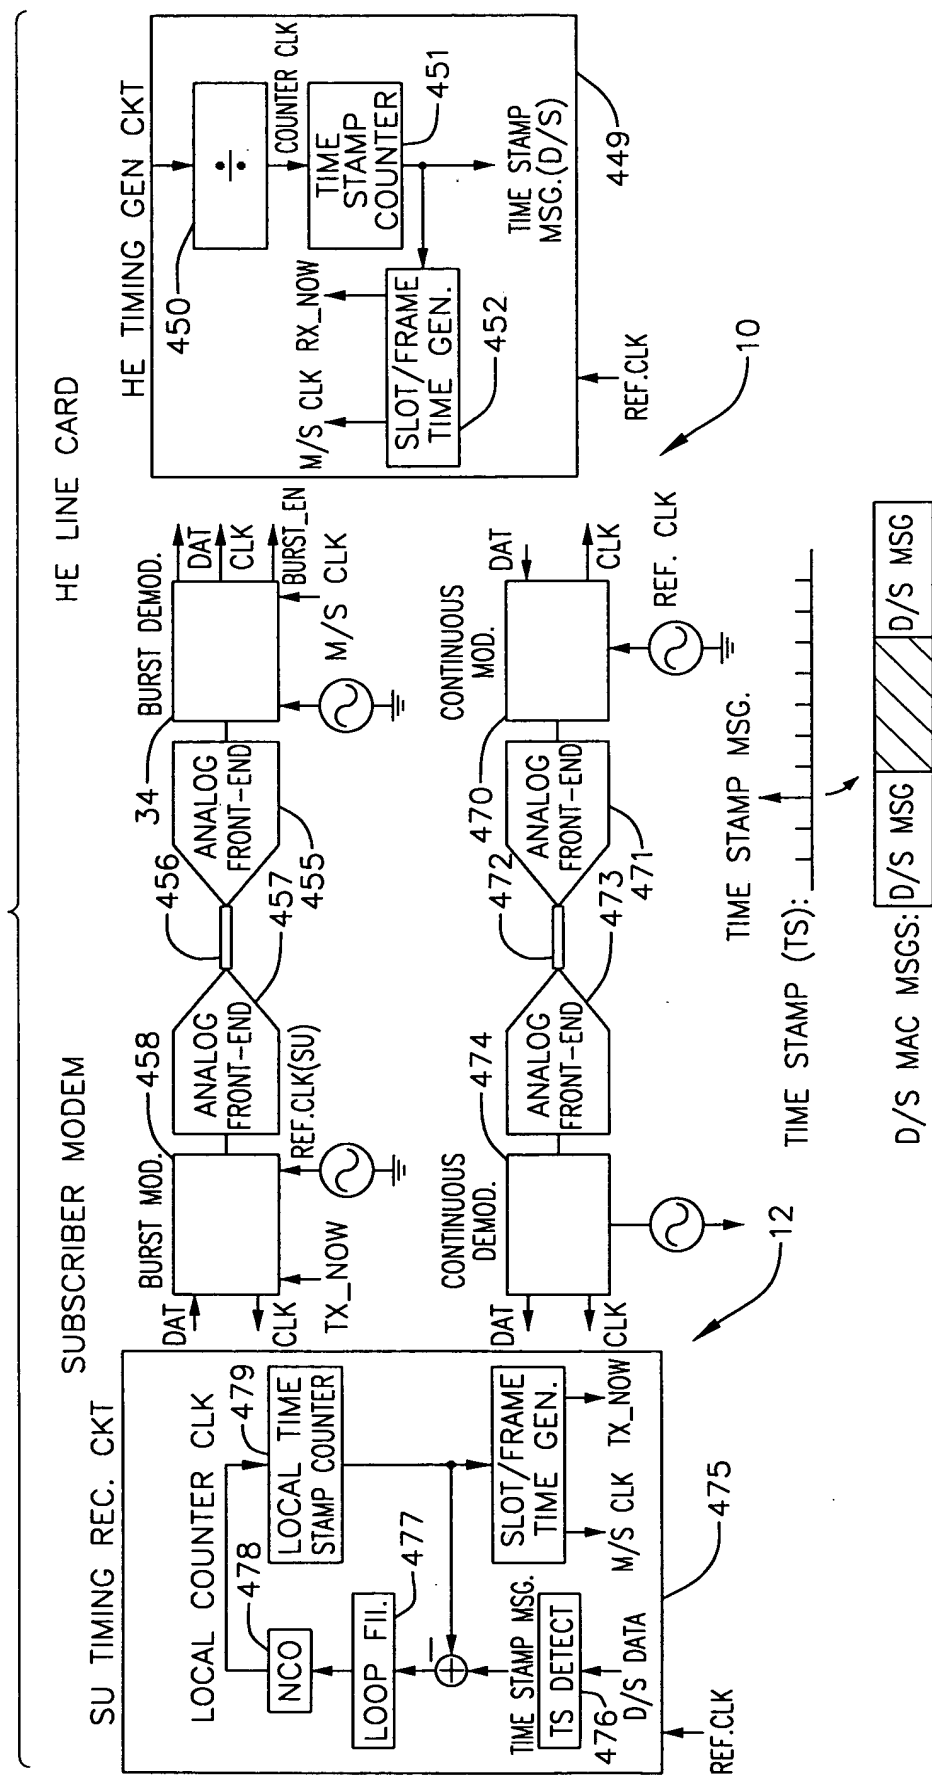 SUBSCRIBER MODEM
HE LINE CARD
SU TIMING REC. CKT
LOCAL COUNTER CLK
478
NCO
479
LOCAL TIME
STAMP COUNTER
LOOP FIl.
477
−
+
TIME STAMP MSG.
TS DETECT
476
D/S DATA
SLOT/FRAME
TIME GEN.
M/S CLK
TX_NOW
475
REF.CLK
12
BURST MOD.
458
DAT
CLK
TX_NOW
REF.CLK(SU)
ANALOG
FRONT-END
457
456
ANALOG
FRONT-END
455
34
BURST DEMOD.
DAT
CLK
BURST_EN
M/S CLK
CONTINUOUS
DEMOD.
474
DAT
CLK
ANALOG
FRONT-END
473
472
ANALOG
FRONT-END
471
470
CONTINUOUS
MOD.
DAT
CLK
REF. CLK
HE TIMING GEN CKT
450
÷
COUNTER CLK
TIME
STAMP
COUNTER
451
M/S CLK
RX_NOW
SLOT/FRAME
TIME GEN.
452
TIME STAMP
MSG.(D/S)
449
REF.CLK
10
TIME STAMP MSG.
TIME STAMP (TS):
D/S MAC MSGS:
D/S MSG
D/S MSG